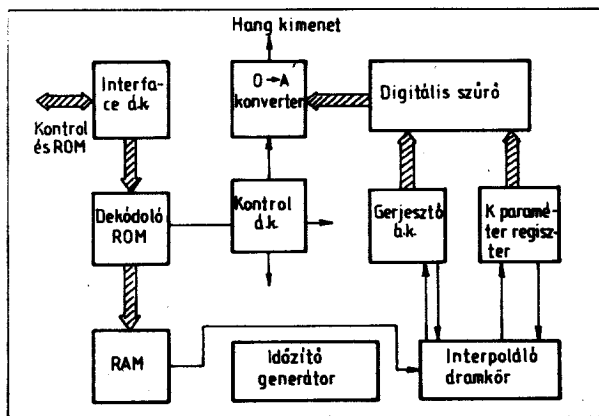 Hang kimenet
Interfa-
ce á.k.
Kontrol
és ROM
D→A
konverter
Digitális szűrő
Dekódoló
ROM
Kontrol
á.k.
Gerjesztő
á.k.
K paramé-
ter regisz-
ter
RAM
Időzítő
generátor
Interpoláló
áramkör